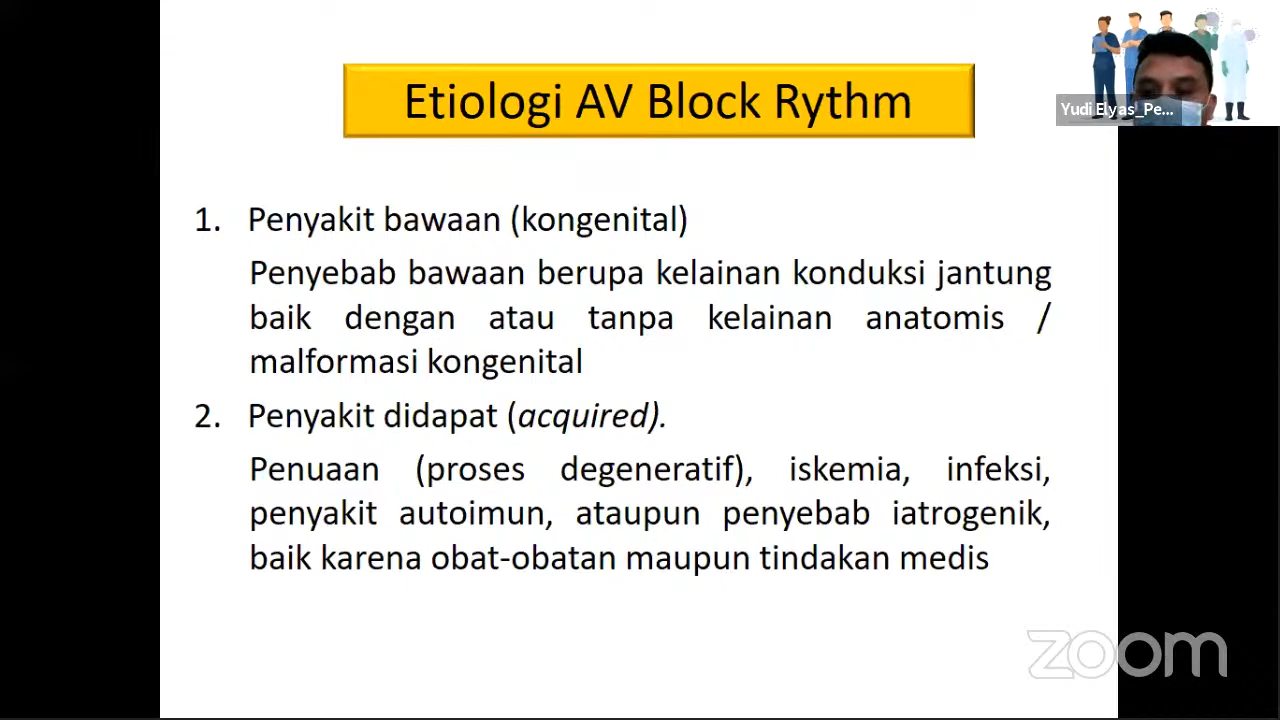 Etiologi AV Block Rythm
Yudi Elyas_Pe...
1. Penyakit bawaan (kongenital)
Penyebab bawaan berupa kelainan konduksi jantung
baik dengan atau tanpa kelainan anatomis /
malformasi kongenital
2. Penyakit didapat (acquired).
Penuaan (proses degeneratif), iskemia, infeksi,
penyakit autoimun, ataupun penyebab iatrogenik,
baik karena obat-obatan maupun tindakan medis
zoom